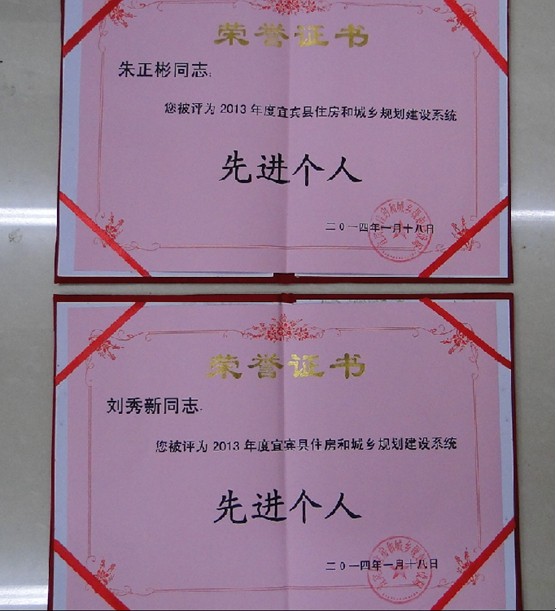 荣誉证书
朱正彬同志:
您被评为2013年度宜宾县住房和城乡规划建设系统
先进个人
二0一四年一月十八日
荣誉证书
刘秀新同志.
您被评为2013年度宜宾县住房和城乡规划建设系统
先进个人
二0一四年一月十八日